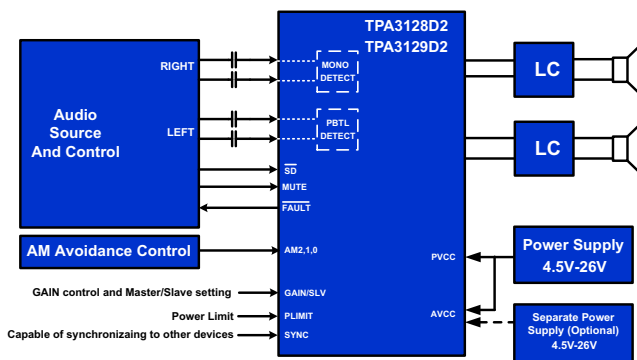 TPA3128D2
TPA3129D2
RIGHT
MONO
DETECT
LC
Audio
Source
And Control
LEFT
PBTL
DETECT
LC
SD
MUTE
FAULT
AM Avoidance Control
AM2,1,0
PVCC
Power Supply
4.5V-26V
GAIN control and Master/Slave setting
GAIN/SLV
Power Limit
PLIMIT
AVCC
Separate Power
Supply (Optional)
4.5V-26V
Capable of synchronizaing to other devices
SYNC